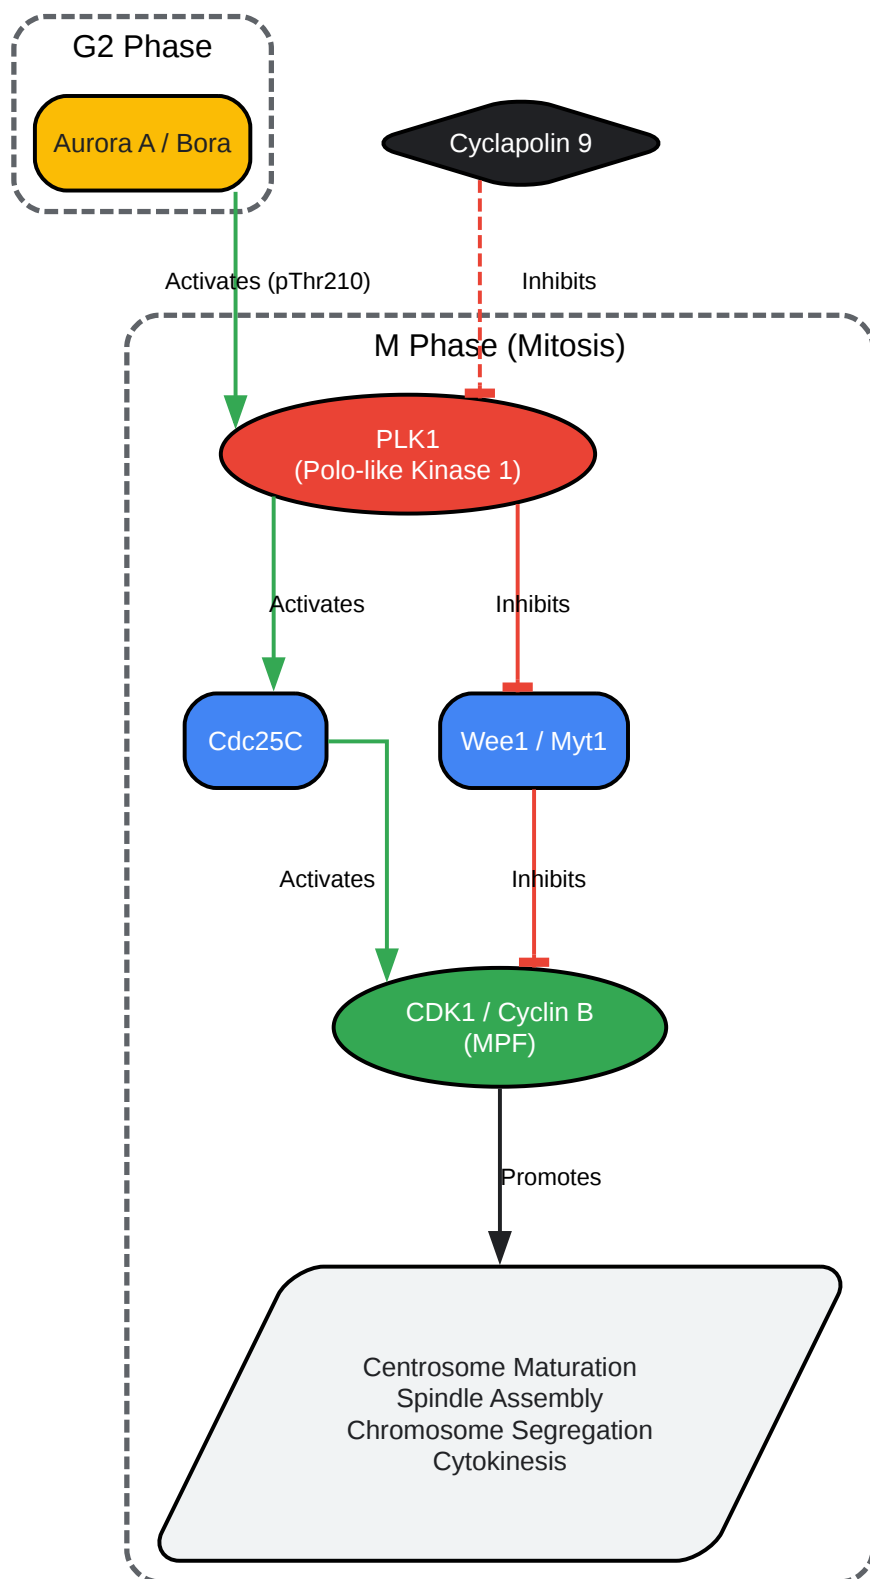 G2 Phase
Aurora A / Bora
Cyclapolin 9
Activates (pThr210)
Inhibits
M Phase (Mitosis)
PLK1
(Polo-like Kinase 1)
Activates
Inhibits
Cdc25C
Wee1 / Myt1
Activates
Inhibits
CDK1 / Cyclin B
(MPF)
Promotes
Centrosome Maturation
Spindle Assembly
Chromosome Segregation
Cytokinesis